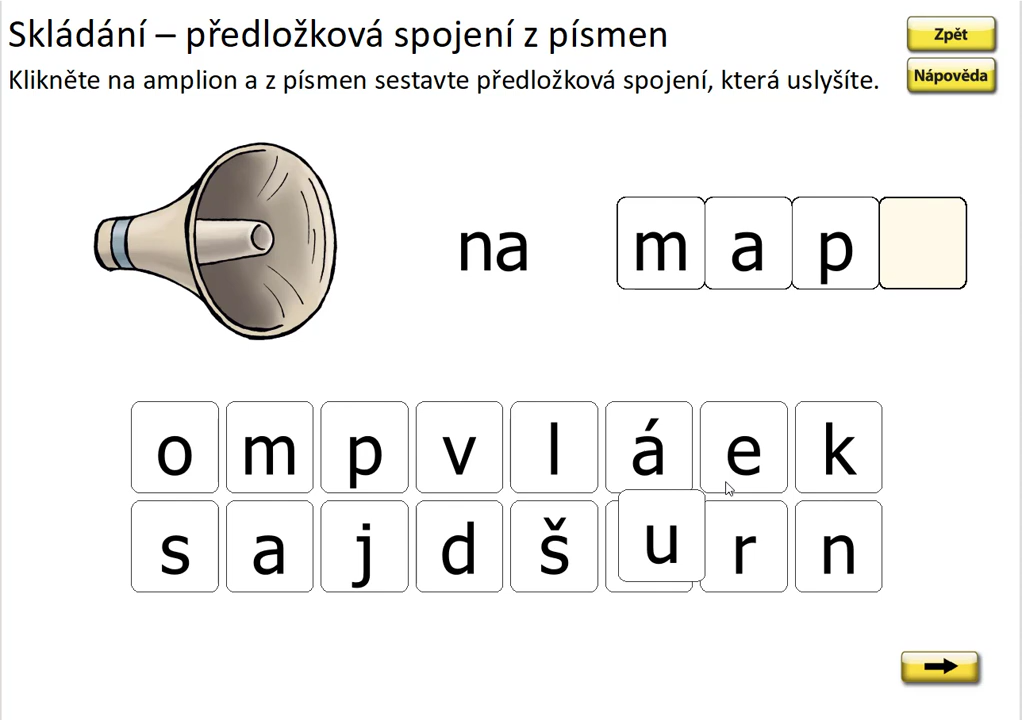 Skládání – předložková spojení z písmen
Zpět
Klikněte na amplion a z písmen sestavte předložková spojení, která uslyšíte.
Nápověda
na m a p
o m p v l á e k
s a j d š u r n